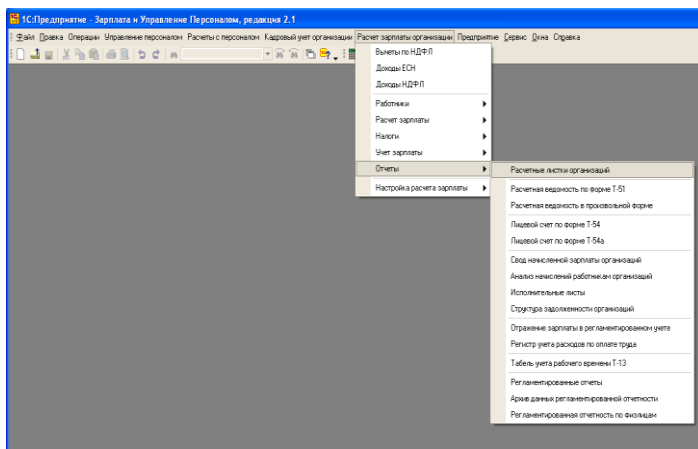 1С:Предприятие - Зарплата и Управление Персоналом, редакция 2.1
Файл Правка Операции Управление персоналом Расчеты с персоналом Кадровый учет организации Расчет зарплаты организации Предприятие Сервис Окна Справка
Вычеты по НДФЛ
Доходы ЕСН
Доходы НДФЛ
Работники
Расчет зарплаты
Налоги
Учет зарплаты
Отчеты
Настройка расчета зарплаты
Расчетные листки организаций
Расчетная ведомость по форме Т-51
Расчетная ведомость в произвольной форме
Лицевой счет по форме Т-54
Лицевой счет по форме Т-54а
Свод начисленной зарплаты организаций
Анализ начислений работникам организаций
Исполнительные листы
Структура задолженности организаций
Отражение зарплаты в регламентированном учете
Регистр учета расходов по оплате труда
Табель учета рабочего времени Т-13
Регламентированные отчеты
Архив данных регламентированной отчетности
Регламентированная отчетность по физлицам